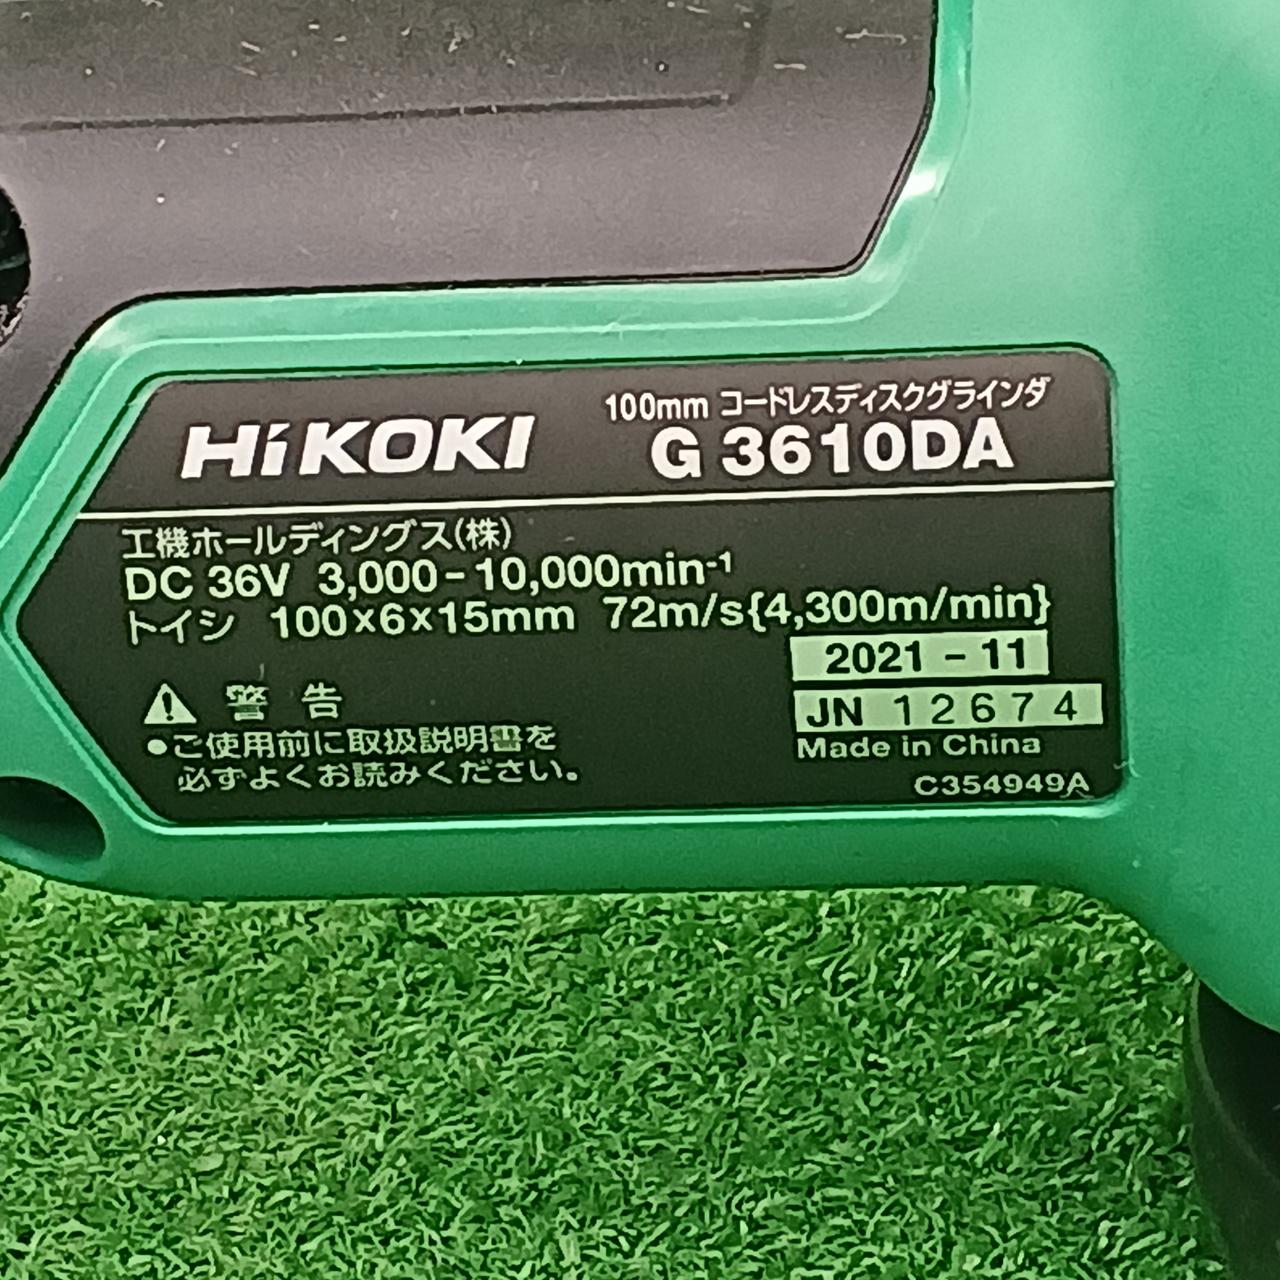 HiKOKI
100mm コードレスディスクグラインダ
G 3610DA
工機ホールディングス(株)
DC 36V 3,000-10,000min⁻¹
トイシ 100×6×15mm 72m/s{4,300m/min}
2021-11
JN 12674
Made in China
C354949A
⚠ 警告
●ご使用前に取扱説明書を
必ずよくお読みください。